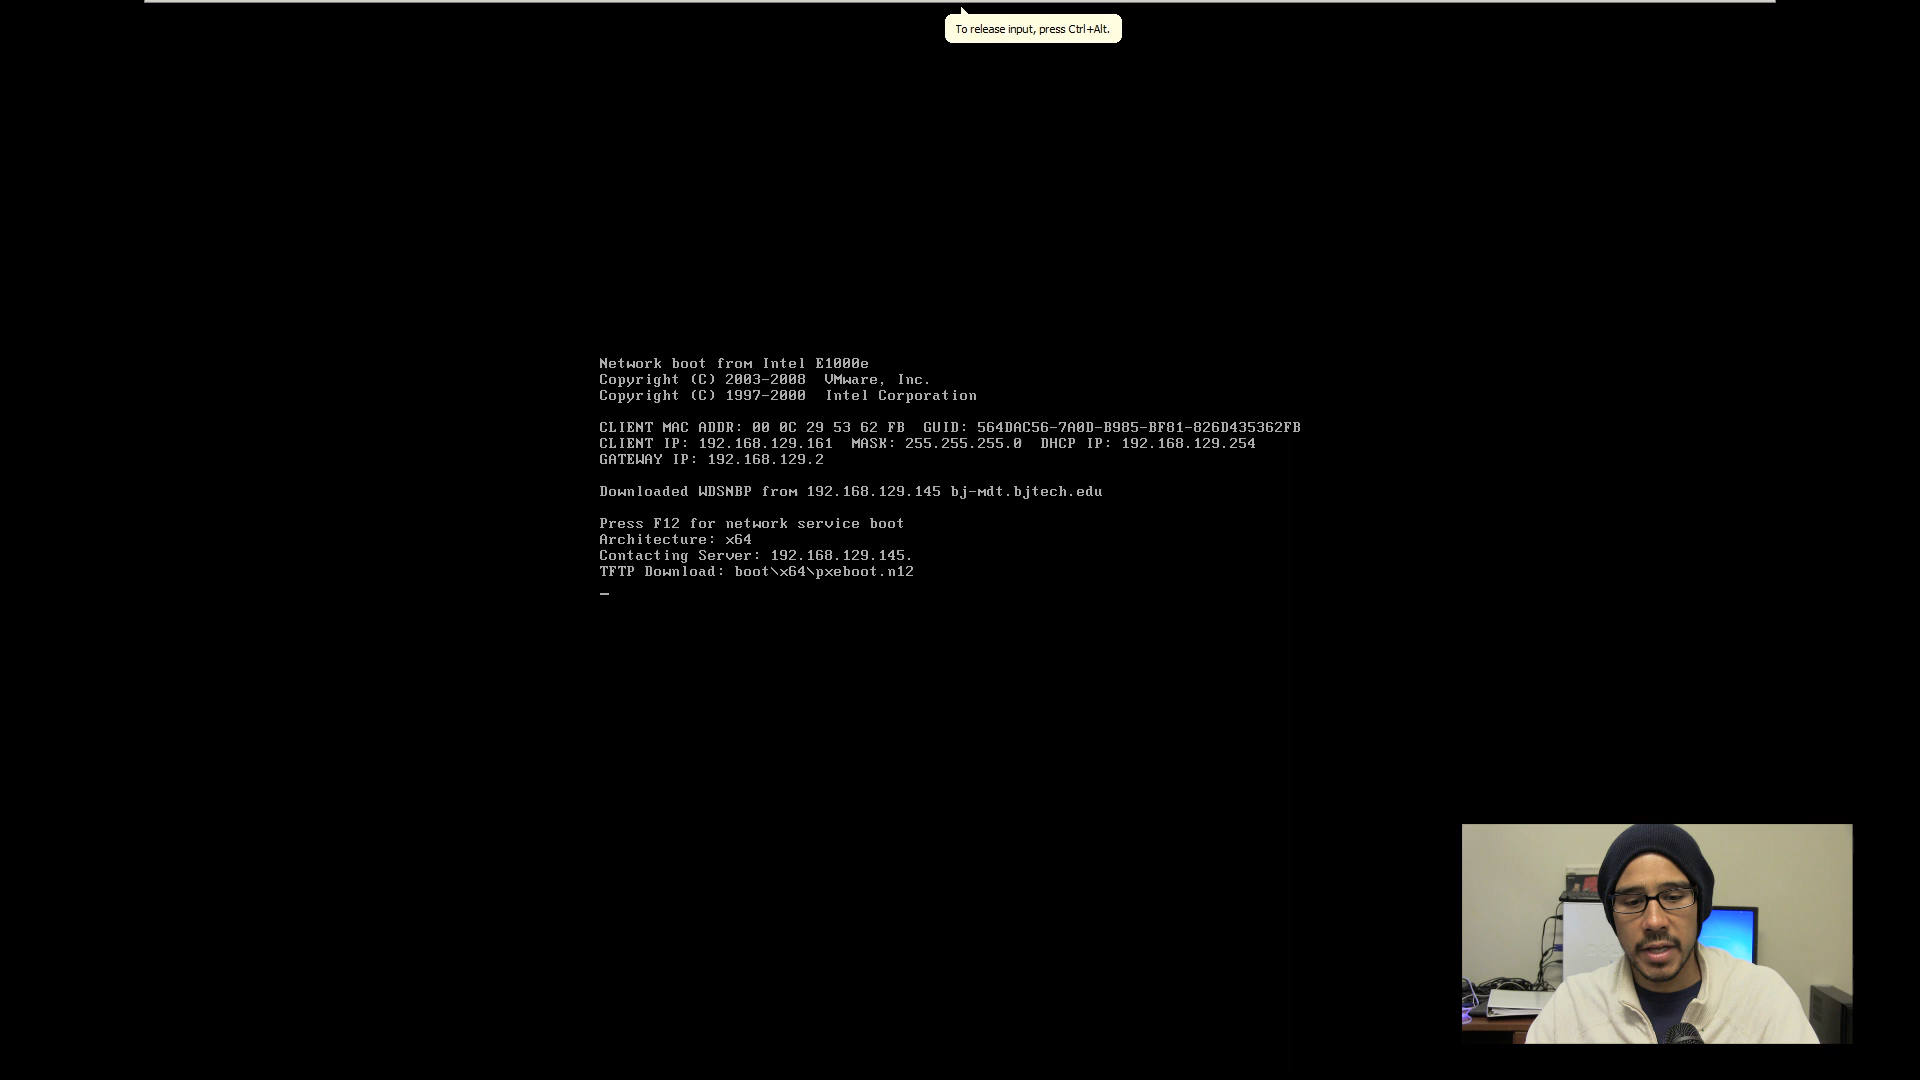 To release input, press Ctrl+Alt.
Network boot from Intel E1000e
Copyright (C) 2003-2008  VMware, Inc.
Copyright (C) 1997-2000  Intel Corporation
CLIENT MAC ADDR: 00 0C 29 53 62 FB  GUID: 564DAC56-7A0D-B985-BF81-826D435362FB
CLIENT IP: 192.168.129.161  MASK: 255.255.255.0  DHCP IP: 192.168.129.254
GATEWAY IP: 192.168.129.2
Downloaded WDSNBP from 192.168.129.145 bj-mdt.bjtech.edu
Press F12 for network service boot
Architecture: x64
Contacting Server: 192.168.129.145.
TFTP Download: boot\x64\pxeboot.n12